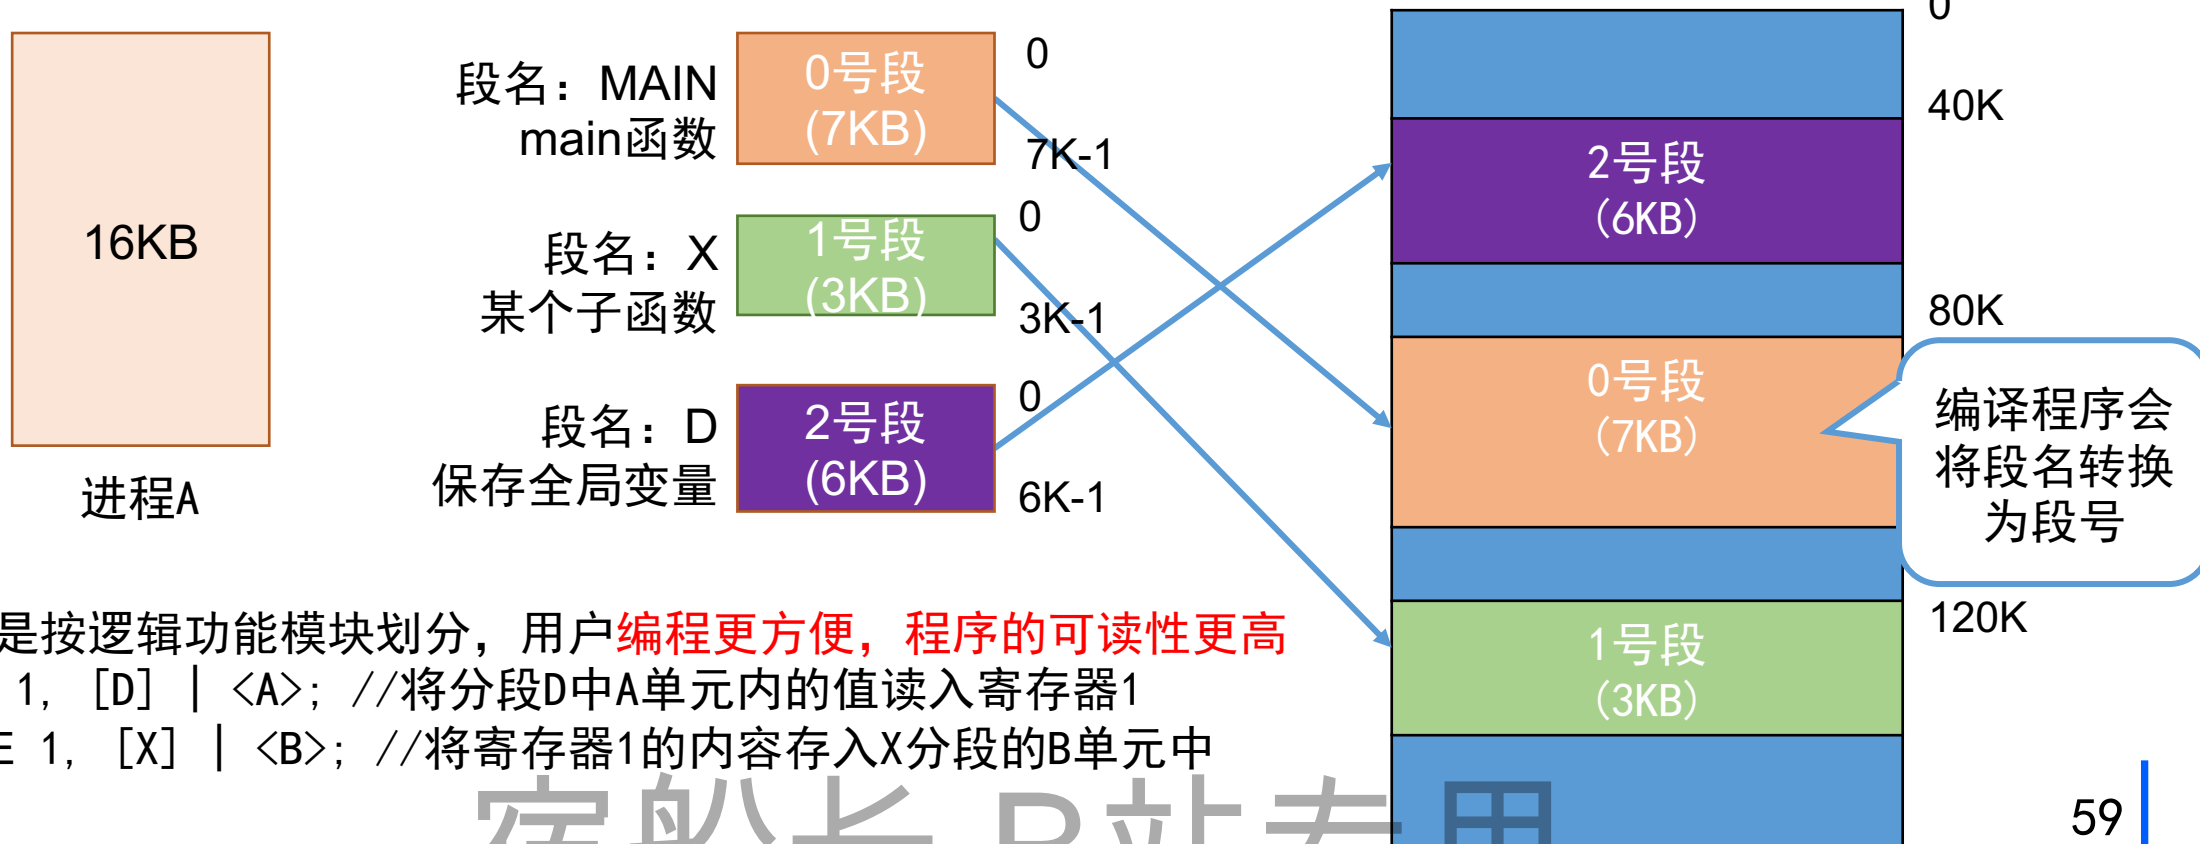 16KB
进程A
段名：MAIN
main函数
0号段
(7KB)
0
7K-1
段名：X
某个子函数
1号段
(3KB)
0
3K-1
段名：D
保存全局变量
2号段
(6KB)
0
6K-1
0
40K
2号段
(6KB)
80K
0号段
(7KB)
编译程序会
将段名转换
为段号
120K
1号段
(3KB)
是按逻辑功能模块划分，用户编程更方便，程序的可读性更高
1, [D] | <A>; //将分段D中A单元内的值读入寄存器1
E 1, [X] | <B>; //将寄存器1的内容存入X分段的B单元中
59